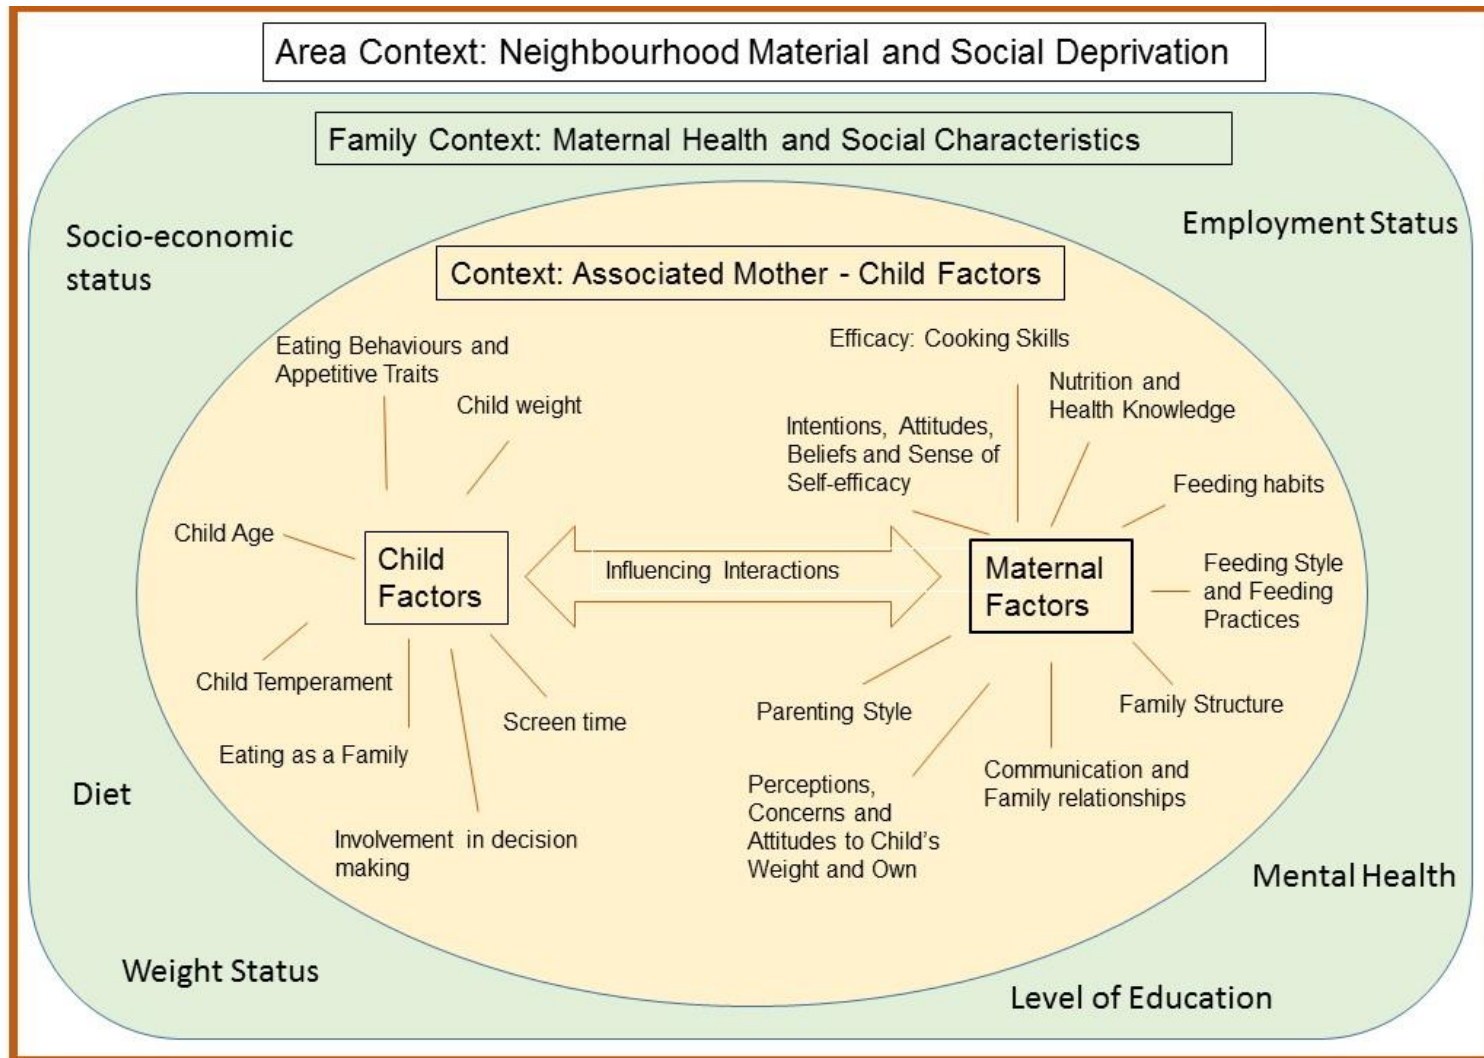 Area Context: Neighbourhood Material and Social Deprivation
Family Context: Maternal Health and Social Characteristics
Socio-economic
status
Employment Status
Context: Associated Mother - Child Factors
Eating Behaviours and
Appetitive Traits
Child weight
Child Age
Child
Factors
Child Temperament
Eating as a Family
Involvement in decision
making
Screen time
Influencing Interactions
Efficacy: Cooking Skills
Nutrition and
Health Knowledge
Intentions, Attitudes,
Beliefs and Sense of
Self-efficacy
Feeding habits
Maternal
Factors
Feeding Style
and Feeding
Practices
Parenting Style
Family Structure
Perceptions,
Concerns and
Attitudes to Child's
Weight and Own
Communication and
Family relationships
Diet
Mental Health
Weight Status
Level of Education